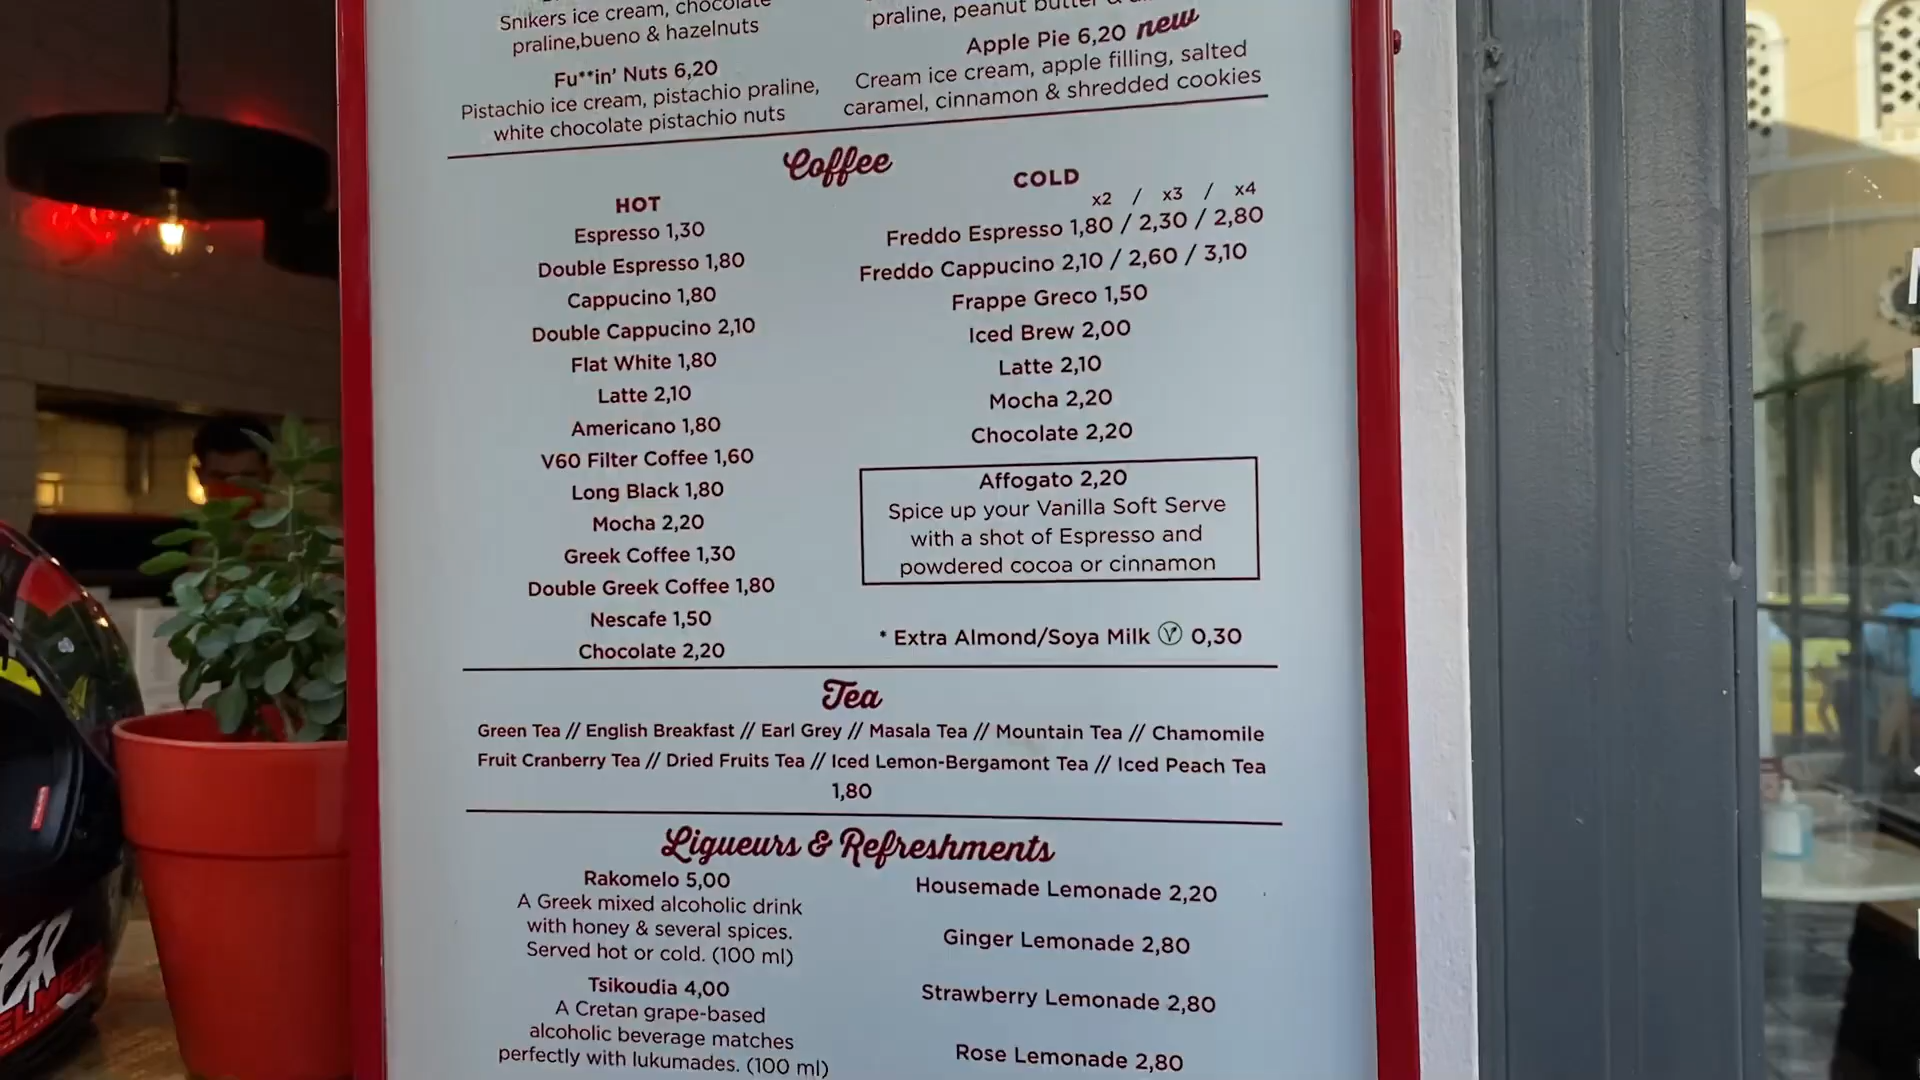 Snikers ice cream, chocolate
praline,bueno & hazelnuts
Fu**in' Nuts 6,20
Pistachio ice cream, pistachio praline,
white chocolate pistachio nuts
praline, peanut butter &
Apple Pie 6,20 new
Cream ice cream, apple filling, salted
caramel, cinnamon & shredded cookies
Coffee
HOT
Espresso 1,30
Double Espresso 1,80
Cappucino 1,80
Double Cappucino 2,10
Flat White 1,80
Latte 2,10
Americano 1,80
V60 Filter Coffee 1,60
Long Black 1,80
Mocha 2,20
Greek Coffee 1,30
Double Greek Coffee 1,80
Nescafe 1,50
Chocolate 2,20
COLD
x2 / x3 / x4
Freddo Espresso 1,80 / 2,30 / 2,80
Freddo Cappucino 2,10 / 2,60 / 3,10
Frappe Greco 1,50
Iced Brew 2,00
Latte 2,10
Mocha 2,20
Chocolate 2,20
Affogato 2,20
Spice up your Vanilla Soft Serve
with a shot of Espresso and
powdered cocoa or cinnamon
* Extra Almond/Soya Milk V 0,30
Tea
Green Tea // English Breakfast // Earl Grey // Masala Tea // Mountain Tea // Chamomile
Fruit Cranberry Tea // Dried Fruits Tea // Iced Lemon-Bergamont Tea // Iced Peach Tea
1,80
Liqueurs & Refreshments
Rakomelo 5,00
A Greek mixed alcoholic drink
with honey & several spices.
Served hot or cold. (100 ml)
Tsikoudia 4,00
A Cretan grape-based
alcoholic beverage matches
perfectly with lukumades. (100 ml)
Housemade Lemonade 2,20
Ginger Lemonade 2,80
Strawberry Lemonade 2,80
Rose Lemonade 2,80